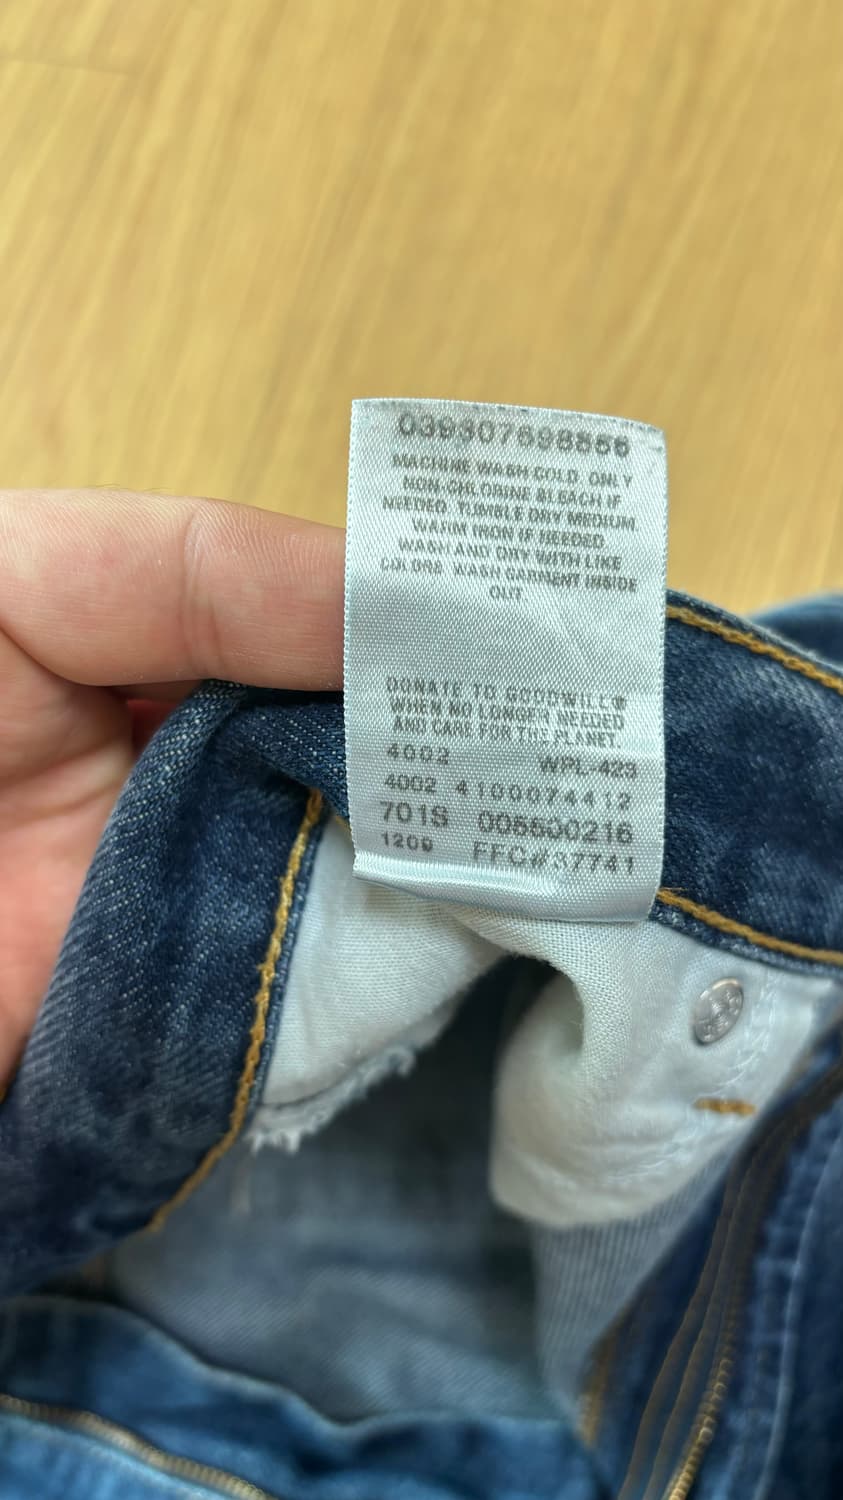 039307698856
MACHINE WASH COLD. ONLY
NON-CHLORINE BLEACH IF
NEEDED. TUMBLE DRY MEDIUM.
WARM IRON IF NEEDED.
WASH AND DRY WITH LIKE
COLORS. WASH GARMENT INSIDE
OUT
DONATE TO GOODWILL®
WHEN NO LONGER NEEDED
AND CARE FOR THE PLANET.
4002 WPL-423
4002 4100074412
701S 005500216
1209 FFC#37741